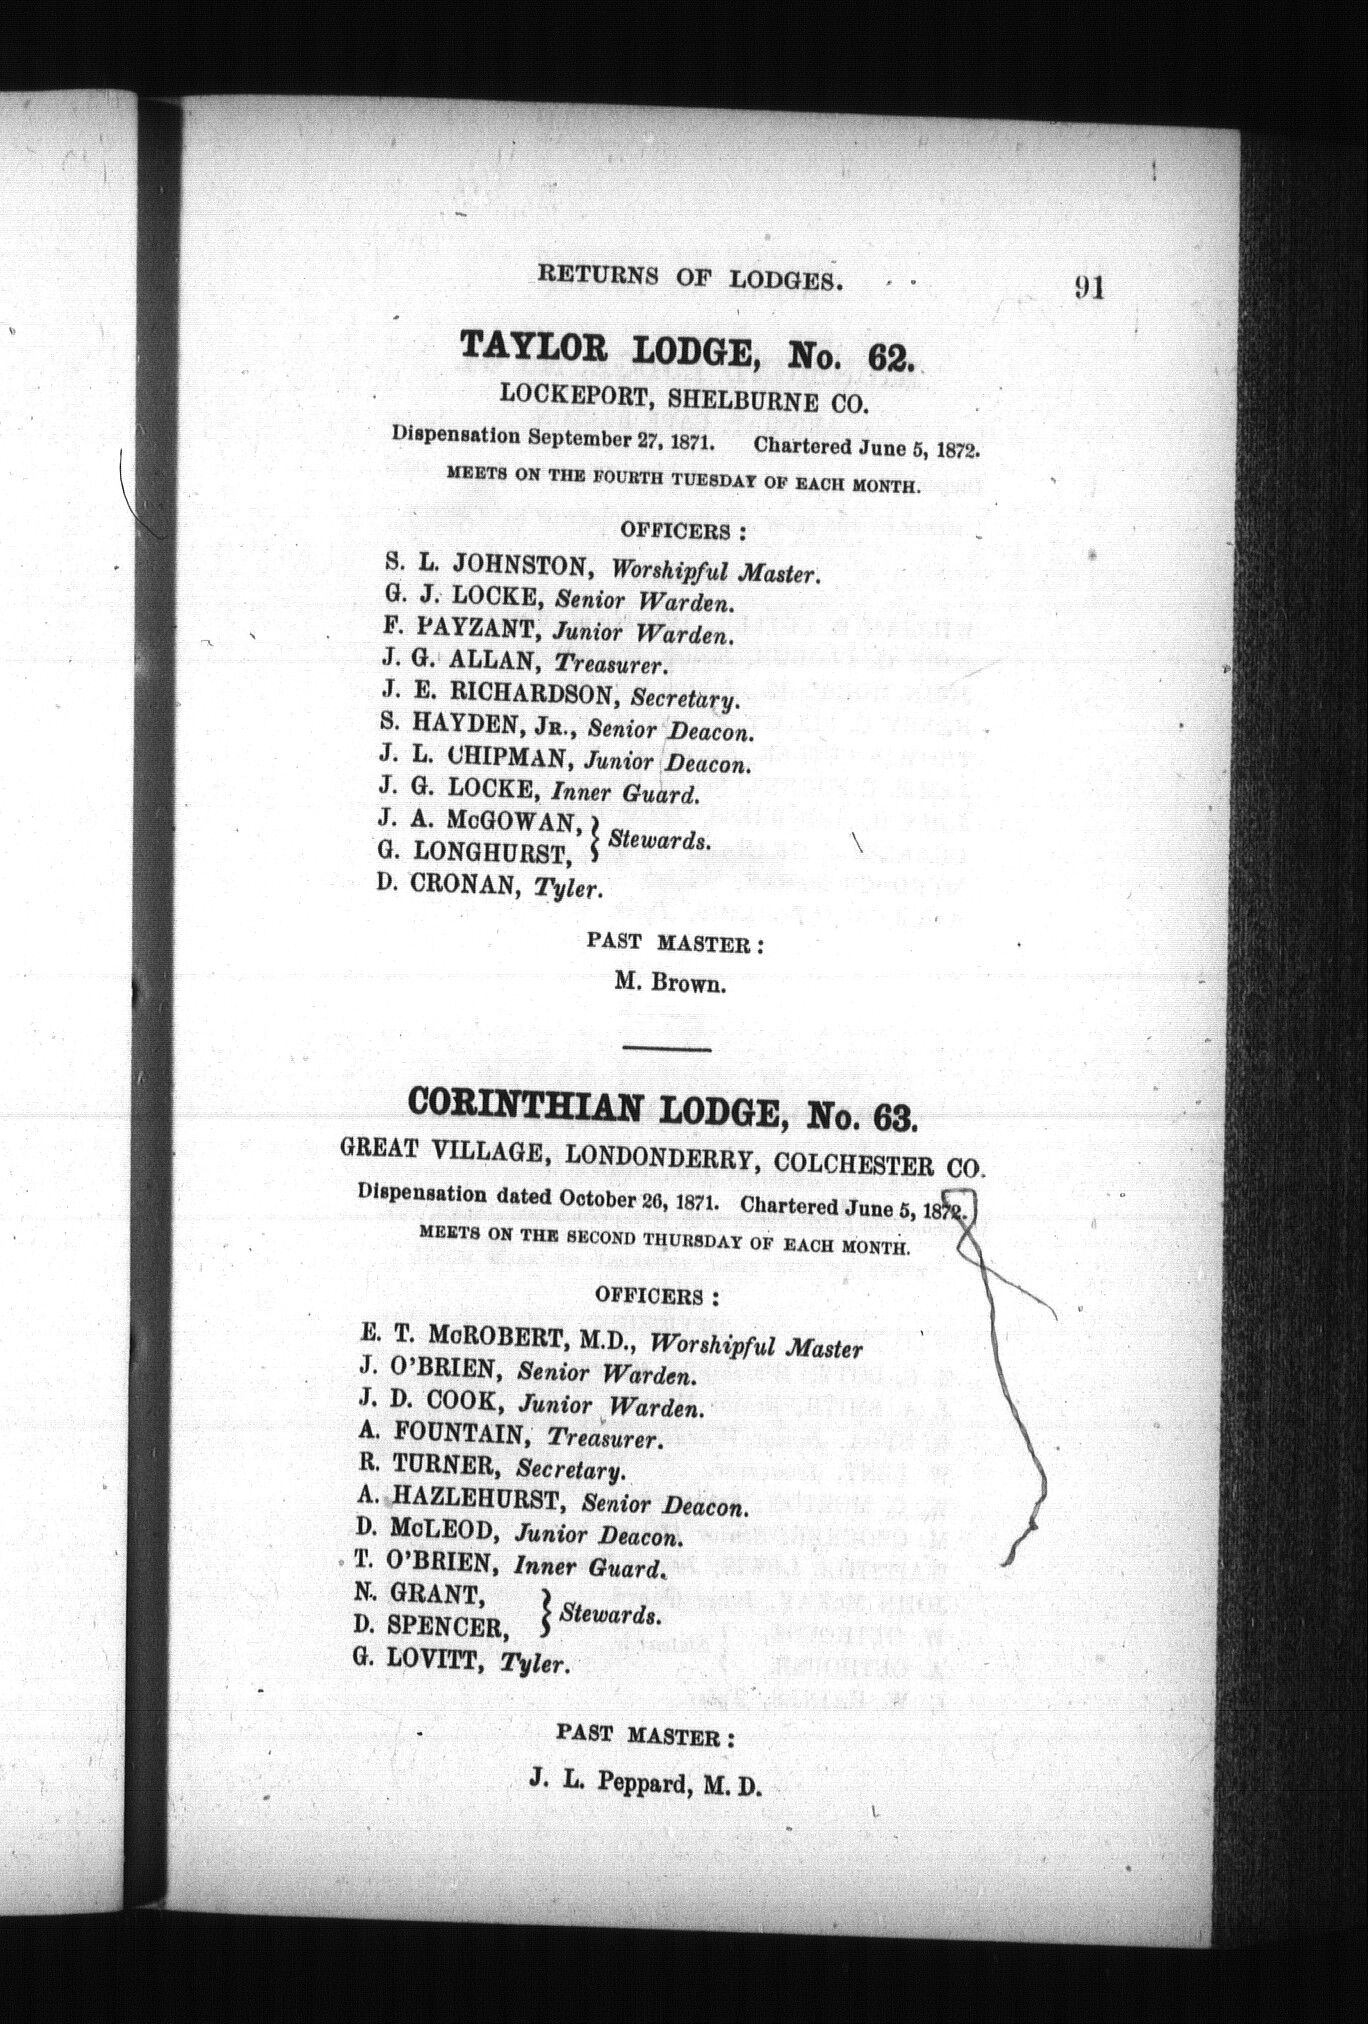 RETURNS OF LODGES. 91
TAYLOR LODGE, No. 62.
LOCKEPORT, SHELBURNE CO.
Dispensation September 27, 1871. Chartered June 5, 1872.
MEETS ON THE FOURTH TUESDAY OF EACH MONTH.
OFFICERS :
S. L. JOHNSTON, Worshipful Master.
G. J. LOCKE, Senior Warden.
F. PAYZANT, Junior Warden.
J. G. ALLAN, Treasurer.
J. E. RICHARDSON, Secretary.
S. HAYDEN, JR., Senior Deacon.
J. L. CHIPMAN, Junior Deacon.
J. G. LOCKE, Inner Guard.
J. A. McGOWAN, } Stewards.
G. LONGHURST,
D. CRONAN, Tyler.
PAST MASTER :
M. Brown.
CORINTHIAN LODGE, No. 63.
GREAT VILLAGE, LONDONDERRY, COLCHESTER CO.
Dispensation dated October 26, 1871. Chartered June 5, 1872.
MEETS ON THE SECOND THURSDAY OF EACH MONTH.
OFFICERS :
E. T. McROBERT, M.D., Worshipful Master
J. O'BRIEN, Senior Warden.
J. D. COOK, Junior Warden.
A. FOUNTAIN, Treasurer.
R. TURNER, Secretary.
A. HAZLEHURST, Senior Deacon.
D. McLEOD, Junior Deacon.
T. O'BRIEN, Inner Guard.
N. GRANT, } Stewards.
D. SPENCER,
G. LOVITT, Tyler.
PAST MASTER :
J. L. Peppard, M. D.